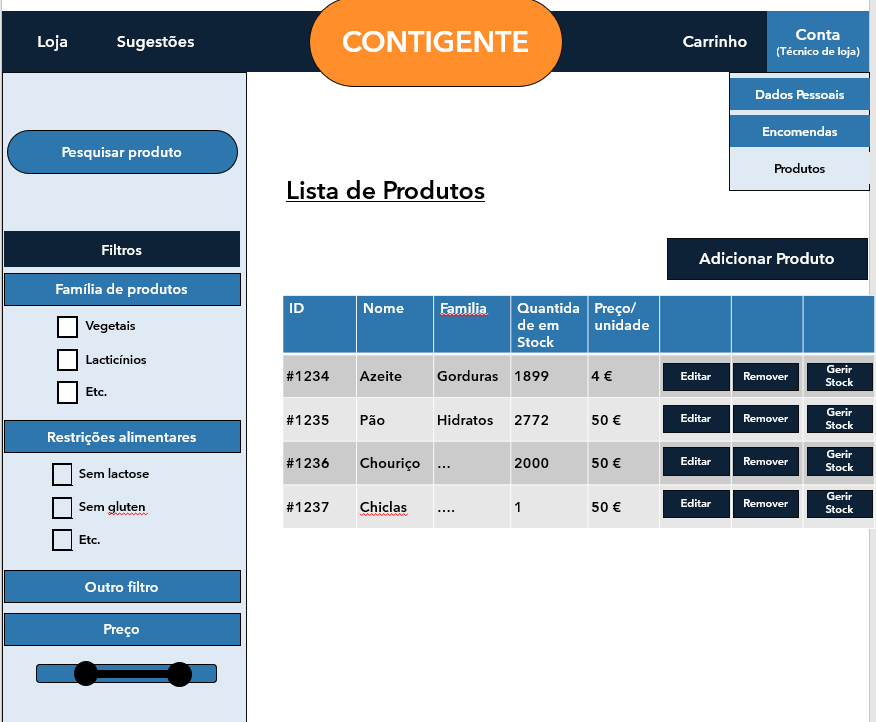 Loja
Sugestões
CONTIGENTE
Carrinho
Conta
(Técnico de loja)
Dados Pessoais
Encomendas
Produtos
Pesquisar produto
Filtros
Família de produtos
Vegetais
Lacticínios
Etc.
Restrições alimentares
Sem lactose
Sem gluten
Etc.
Outro filtro
Preço
Lista de Produtos
Adicionar Produto
ID
Nome
Familia
Quantida
de em
Stock
Preço/
unidade
#1234
Azeite
Gorduras
1899
4 €
Editar
Remover
Gerir
Stock
#1235
Pão
Hidratos
2772
50 €
Editar
Remover
Gerir
Stock
#1236
Chouriço
...
2000
50 €
Editar
Remover
Gerir
Stock
#1237
Chiclas
....
1
50 €
Editar
Remover
Gerir
Stock